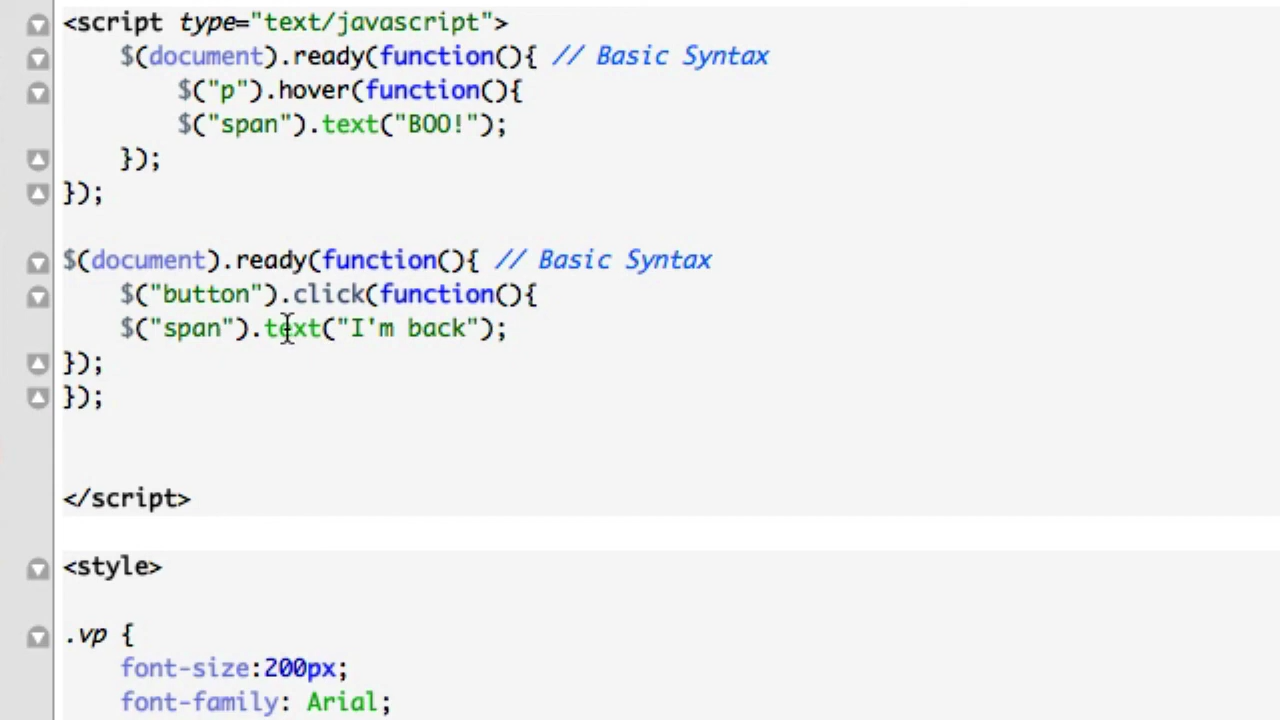 <script type="text/javascript">
$(document).ready(function(){ // Basic Syntax
$("p").hover(function(){
$("span").text("BOO!");
});
});
$(document).ready(function(){ // Basic Syntax
$("button").click(function(){
$("span").text("I'm back");
});
});
</script>
<style>
.vp {
font-size:200px;
font-family: Arial;